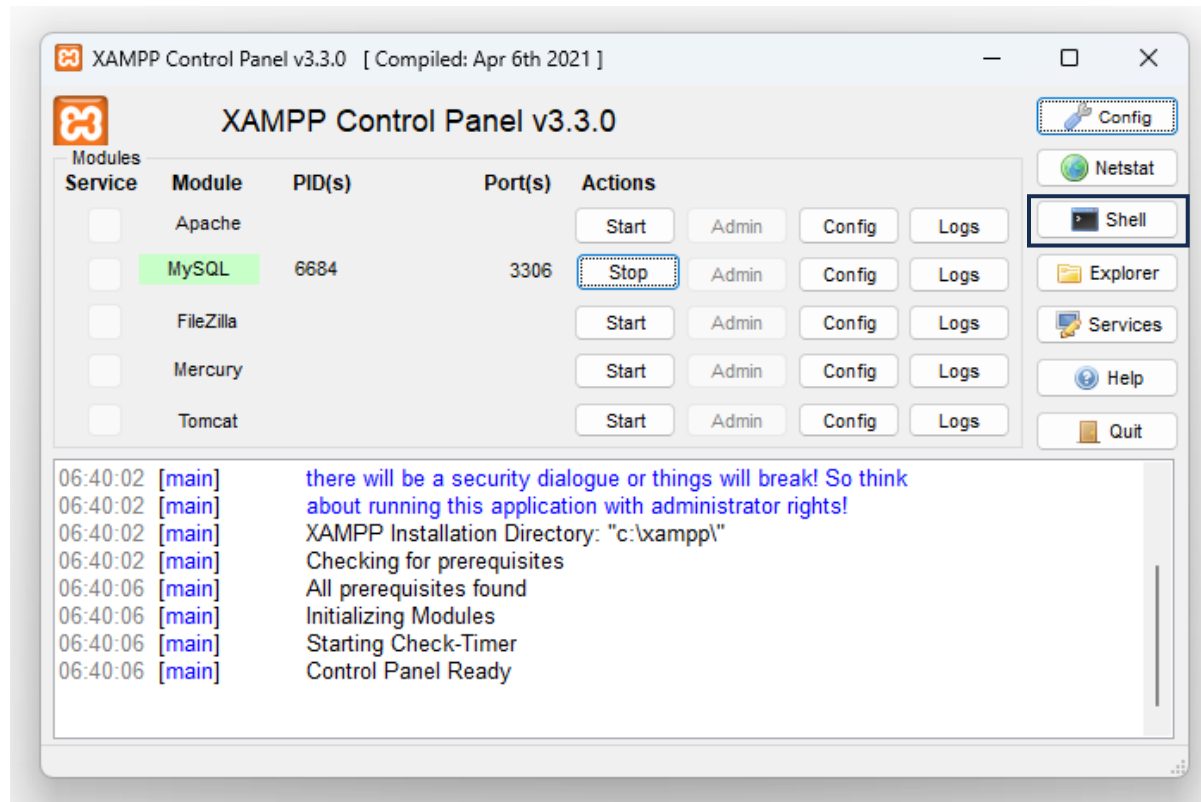 XAMPP Control Panel v3.3.0 [ Compiled: Apr 6th 2021 ]
XAMPP Control Panel v3.3.0
Config
Netstat
Shell
Explorer
Services
Help
Quit
Modules
Service Module PID(s) Port(s) Actions
Apache Start Admin Config Logs
MySQL 6684 3306 Stop Admin Config Logs
FileZilla Start Admin Config Logs
Mercury Start Admin Config Logs
Tomcat Start Admin Config Logs
06:40:02 [main] there will be a security dialogue or things will break! So think
06:40:02 [main] about running this application with administrator rights!
06:40:02 [main] XAMPP Installation Directory: "c:\xampp\"
06:40:02 [main] Checking for prerequisites
06:40:06 [main] All prerequisites found
06:40:06 [main] Initializing Modules
06:40:06 [main] Starting Check-Timer
06:40:06 [main] Control Panel Ready